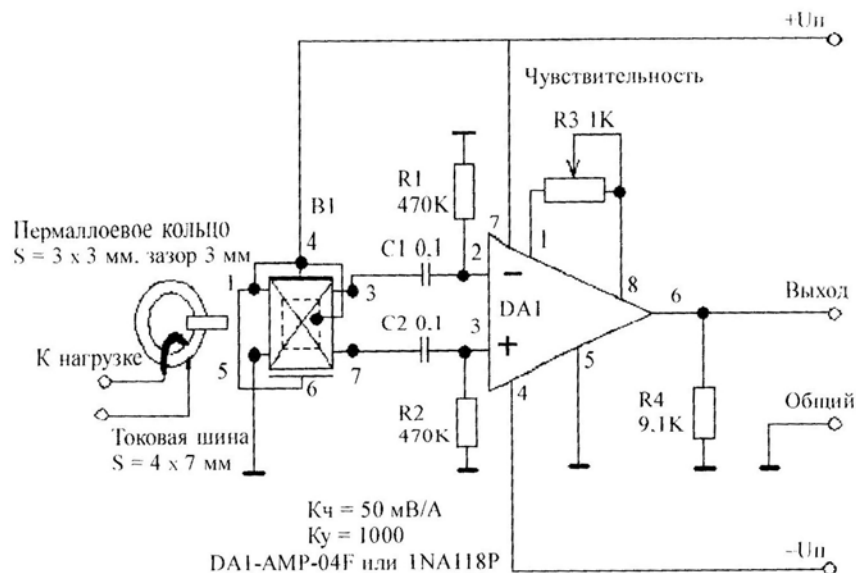 +Uп
Чувствительность
R3 1K
R1
470K
B1
4
7
1
Пермаллоевое кольцо
S = 3 x 3 мм. зазор 3 мм
C1 0.1
2
1
3
8
DA1
6
Выход
C2 0.1
3
К нагрузке
5
6
7
4
5
R2
470K
R4
9.1K
Общий
Токовая шина
S = 4 x 7 мм
Kч = 50 мВ/А
Kу = 1000
DA1-AMP-04F или 1NA118P
–Uп